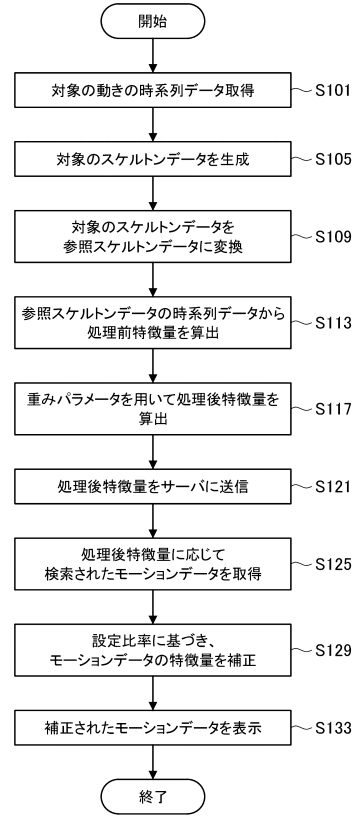 開始
対象の動きの時系列データ取得
S101
対象のスケルトンデータを生成
S105
対象のスケルトンデータを
参照スケルトンデータに変換
S109
参照スケルトンデータの時系列データから
処理前特徴量を算出
S113
重みパラメータを用いて処理後特徴量を
算出
S117
処理後特徴量をサーバに送信
S121
処理後特徴量に応じて
検索されたモーションデータを取得
S125
設定比率に基づき、
モーションデータの特徴量を補正
S129
補正されたモーションデータを表示
S133
終了